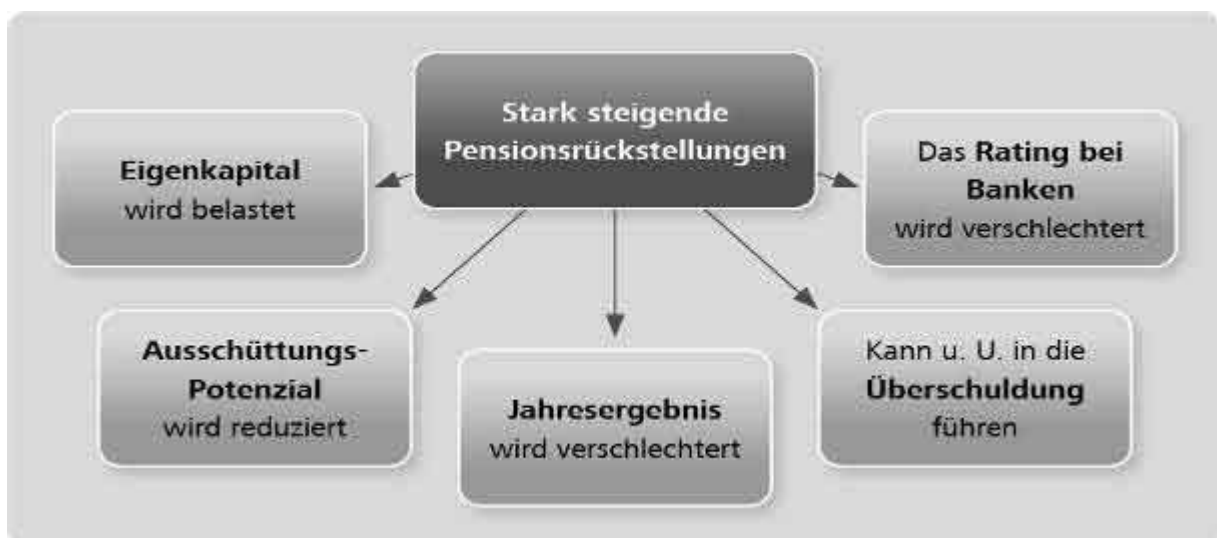 Stark steigende
Pensionsrückstellungen
Eigenkapital
wird belastet
Das Rating bei
Banken
wird verschlechtert
Ausschüttungs-
Potenzial
wird reduziert
Jahresergebnis
wird verschlechtert
Kann u. U. in die
Überschuldung
führen